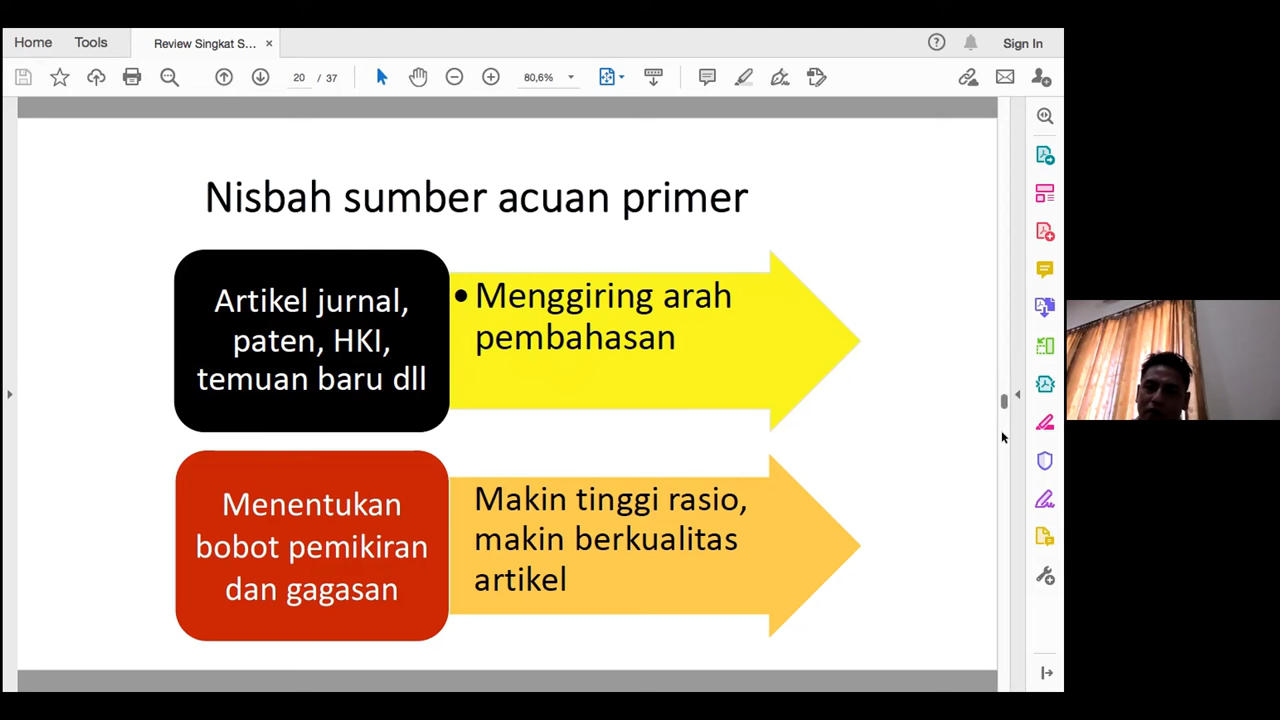 Home Tools Review Singkat S... × Sign In
20 / 37 80,6%
Nisbah sumber acuan primer
Artikel jurnal,
paten, HKI,
temuan baru dll
• Menggiring arah
pembahasan
Menentukan
bobot pemikiran
dan gagasan
Makin tinggi rasio,
makin berkualitas
artikel